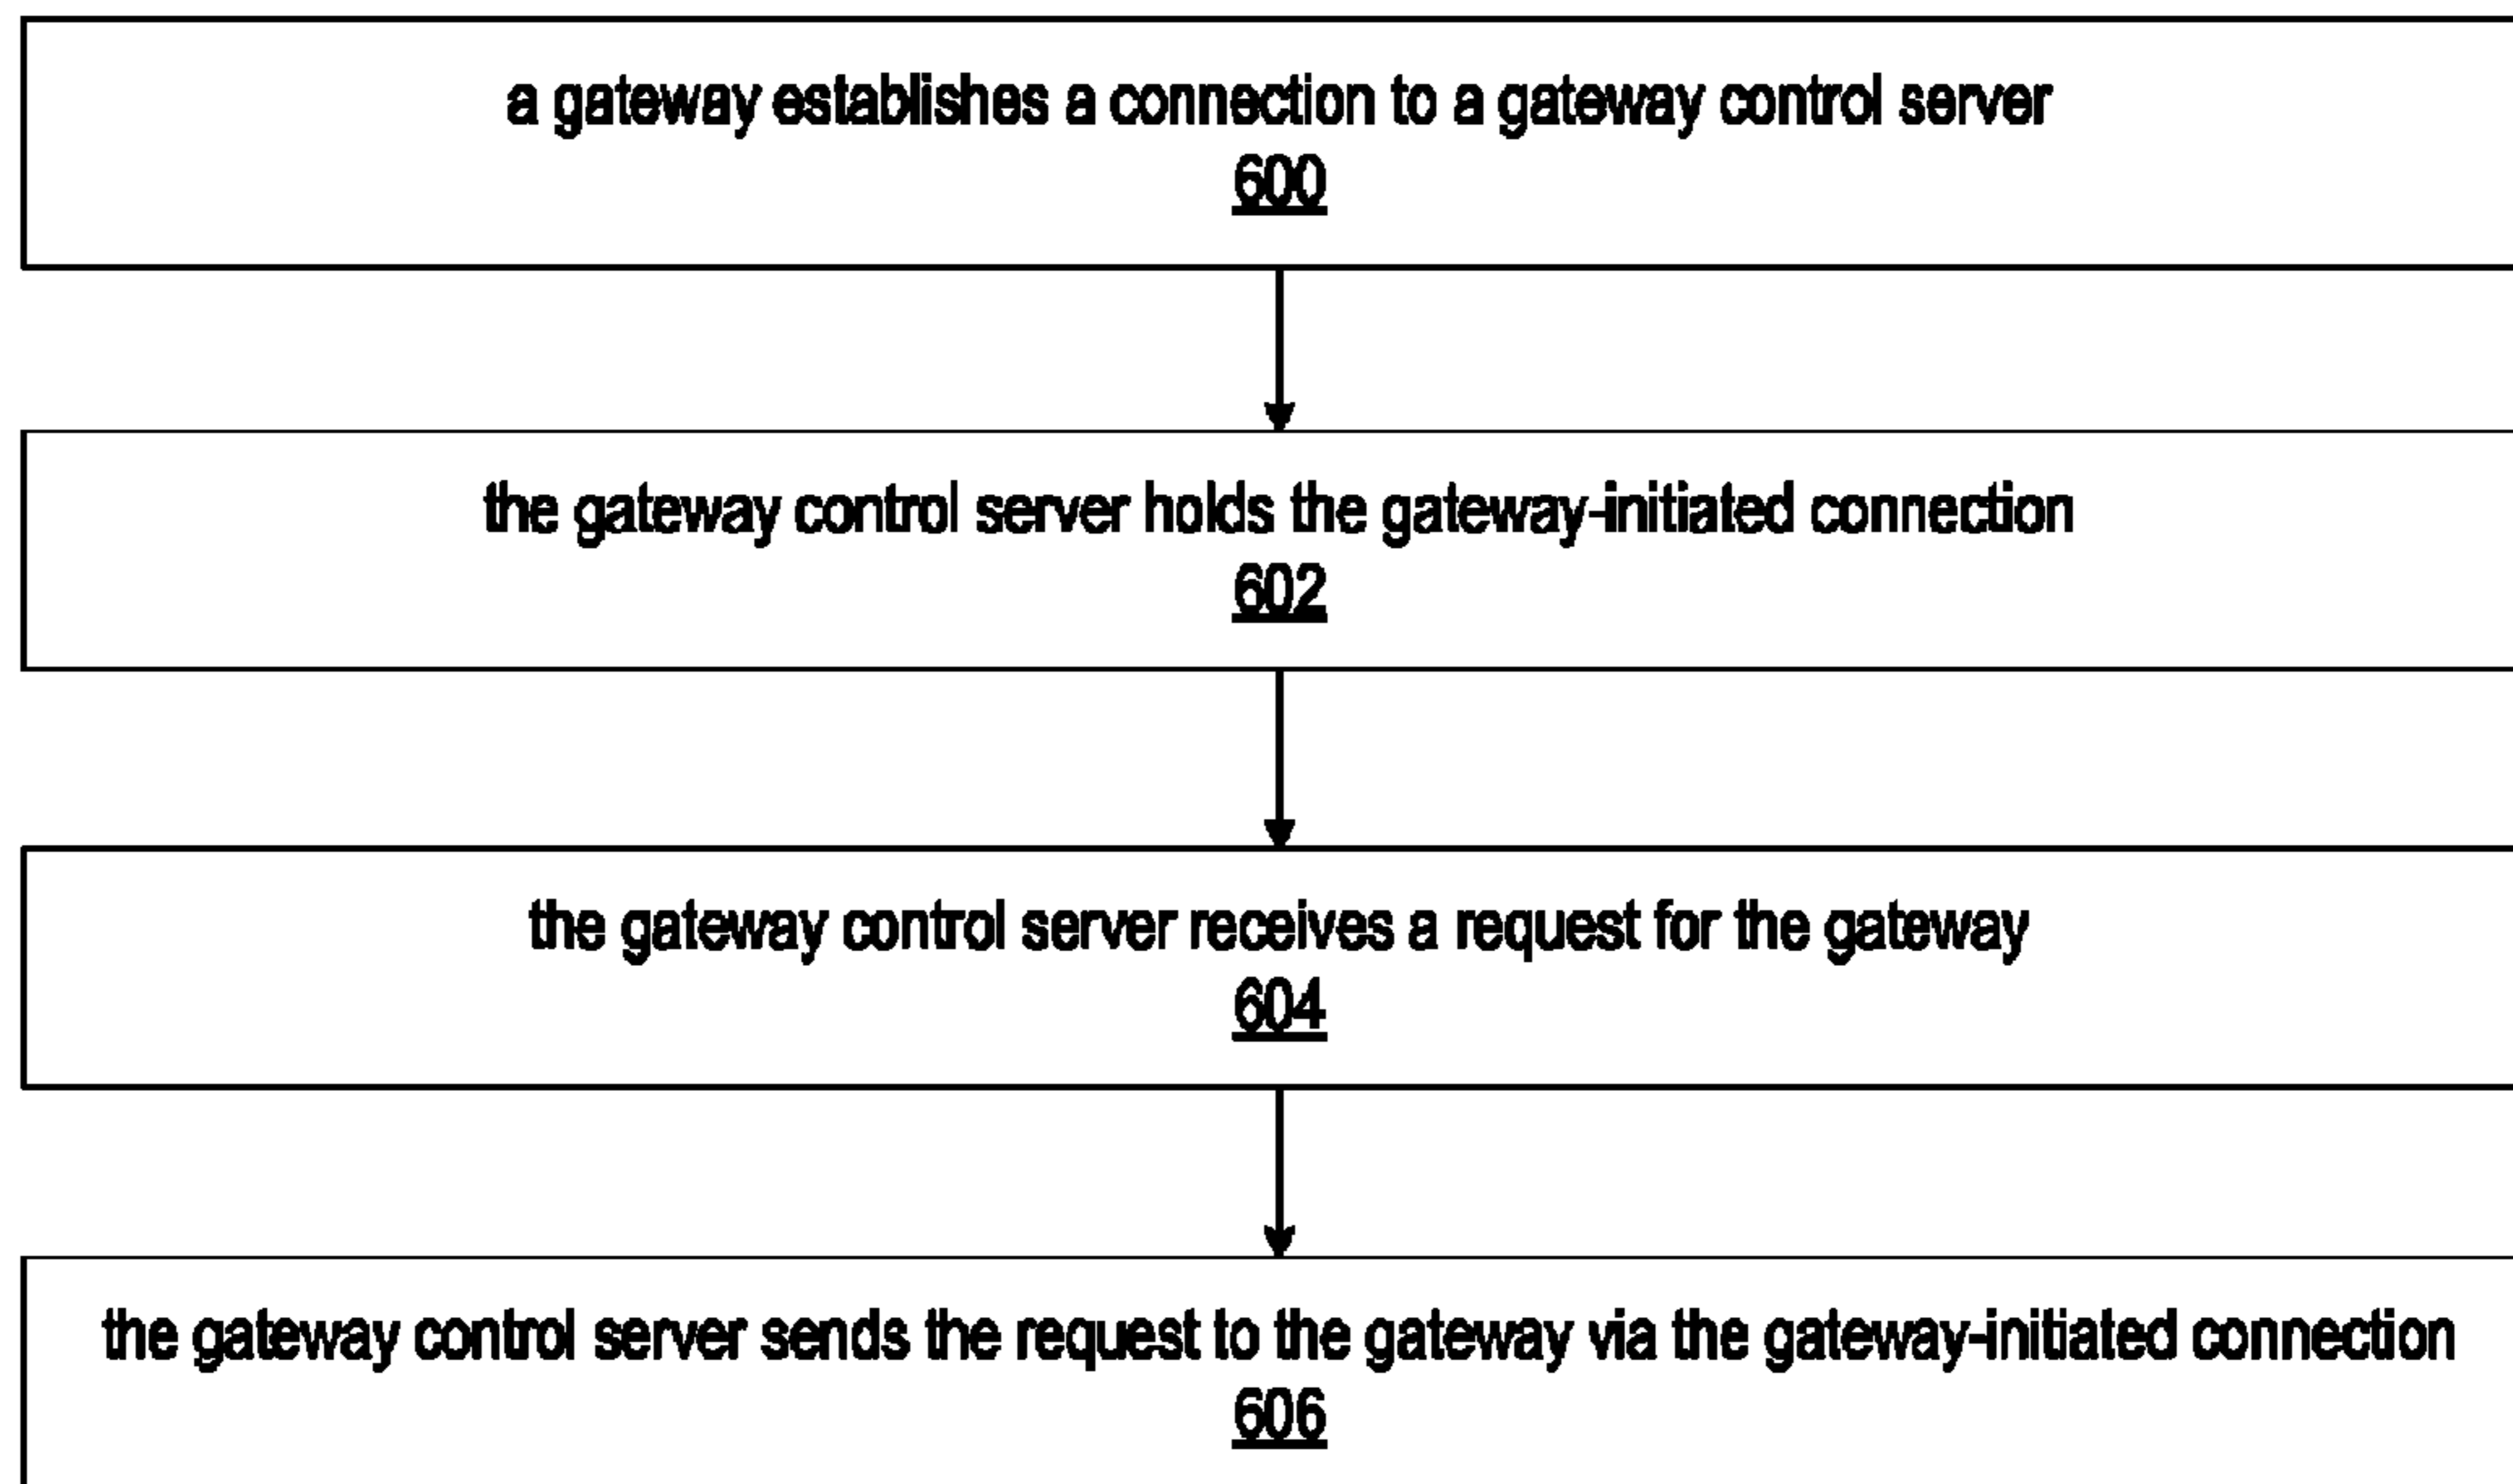 a gateway establishes a connection to a gateway control server
600
the gateway control server holds the gateway-initiated connection
602
the gateway control server receives a request for the gateway
604
the gateway control server sends the request to the gateway via the gateway-initiated connection
606